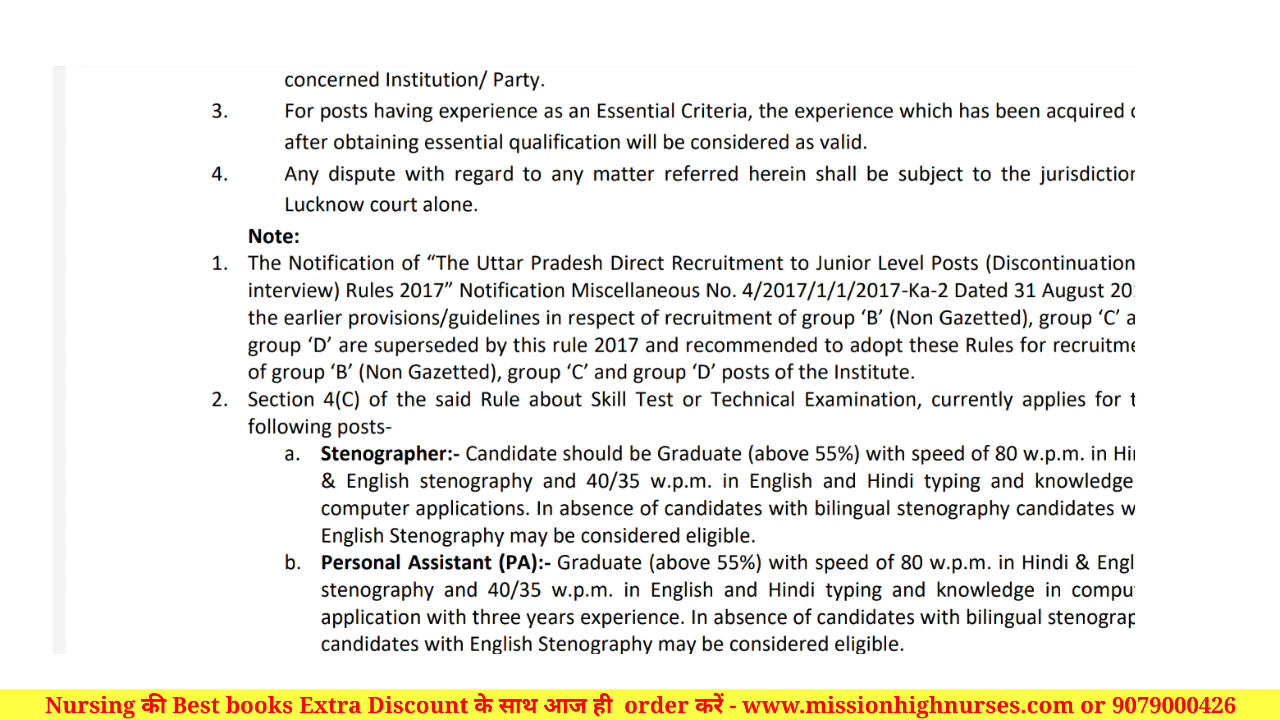 concerned Institution/ Party.
3. For posts having experience as an Essential Criteria, the experience which has been acquired
after obtaining essential qualification will be considered as valid.
4. Any dispute with regard to any matter referred herein shall be subject to the jurisdiction
Lucknow court alone.
Note:
1. The Notification of “The Uttar Pradesh Direct Recruitment to Junior Level Posts (Discontinuation
interview) Rules 2017” Notification Miscellaneous No. 4/2017/1/1/2017-Ka-2 Dated 31 August 20
the earlier provisions/guidelines in respect of recruitment of group ‘B’ (Non Gazetted), group ‘C’ a
group ‘D’ are superseded by this rule 2017 and recommended to adopt these Rules for recruitme
of group ‘B’ (Non Gazetted), group ‘C’ and group ‘D’ posts of the Institute.
2. Section 4(C) of the said Rule about Skill Test or Technical Examination, currently applies for t
following posts-
a. Stenographer:- Candidate should be Graduate (above 55%) with speed of 80 w.p.m. in Hi
& English stenography and 40/35 w.p.m. in English and Hindi typing and knowledge
computer applications. In absence of candidates with bilingual stenography candidates w
English Stenography may be considered eligible.
b. Personal Assistant (PA):- Graduate (above 55%) with speed of 80 w.p.m. in Hindi & Engl
stenography and 40/35 w.p.m. in English and Hindi typing and knowledge in compu
application with three years experience. In absence of candidates with bilingual stenograp
candidates with English Stenography may be considered eligible.
Nursing की Best books Extra Discount के साथ आज ही order करें - www.missionhighnurses.com or 9079000426